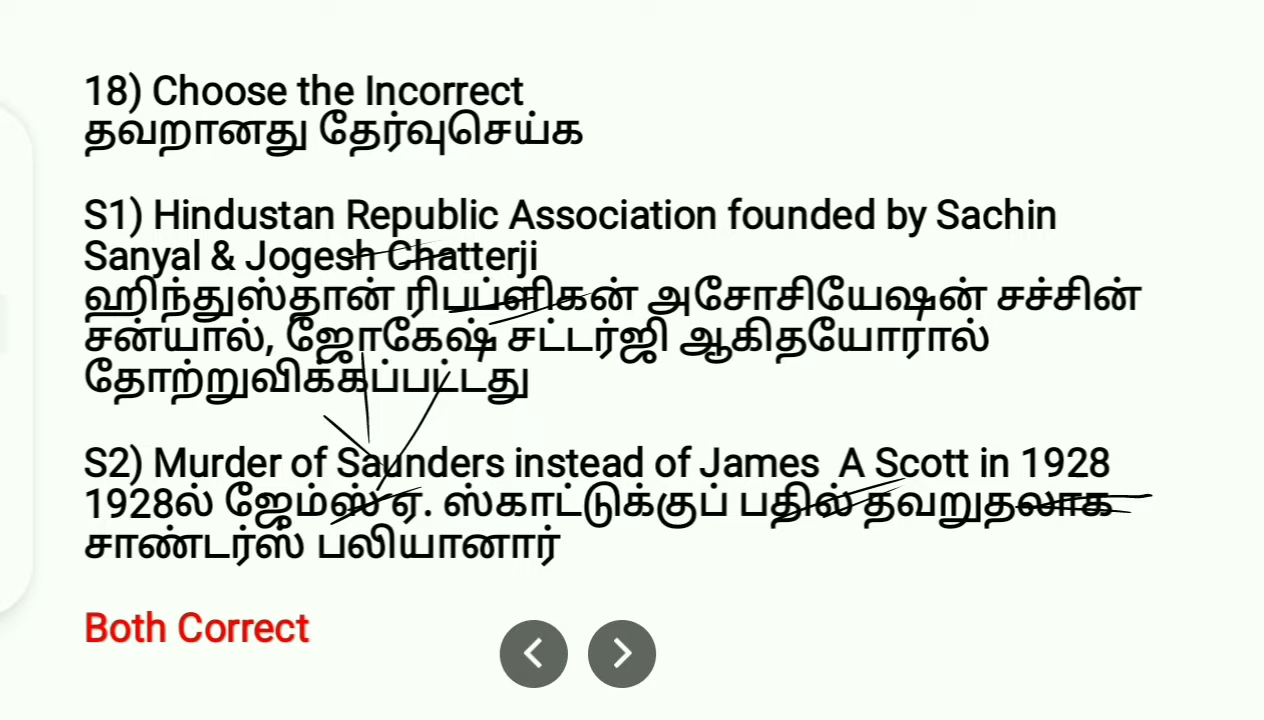 18) Choose the Incorrect
தவறானது தேர்வுசெய்க
S1) Hindustan Republic Association founded by Sachin
Sanyal & Jogesh Chatterji
ஹிந்துஸ்தான் ரிபப்ளிகன் அசோசியேஷன் சச்சின்
சன்யால், ஜோகேஷ் சட்டர்ஜி ஆகிதயோரால்
தோற்றுவிக்கப்பட்டது
S2) Murder of Saunders instead of James A Scott in 1928
1928ல் ஜேம்ஸ் ஏ. ஸ்காட்டுக்குப் பதில் தவறுதலாக
சாண்டர்ஸ் பலியானார்
Both Correct